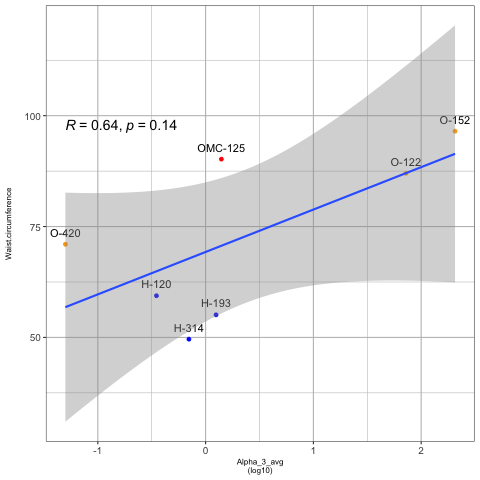 R = 0.64, p = 0.14
O-152
OMC-125
O-122
O-420
H-120
H-193
H-314
100
75
50
Waist.circumference
-1
0
1
2
Alpha_3_avg
(log10)